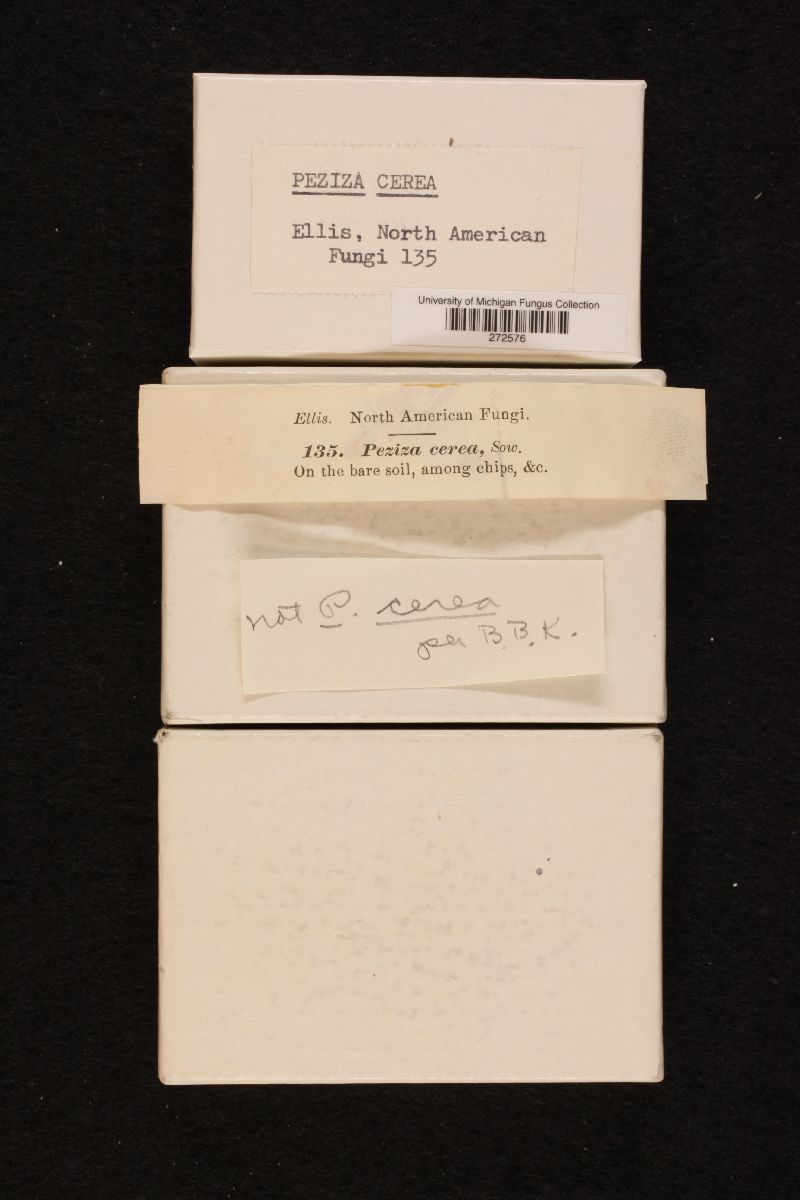 PEZIZA CEREA
Ellis, North American
Fungi 135
University of Michigan Fungus Collection
272576
Ellis. North American Fungi.
135. Peziza cerea, Sow.
On the bare soil, among chips, &c.
not P. cerea
per B.B.K.